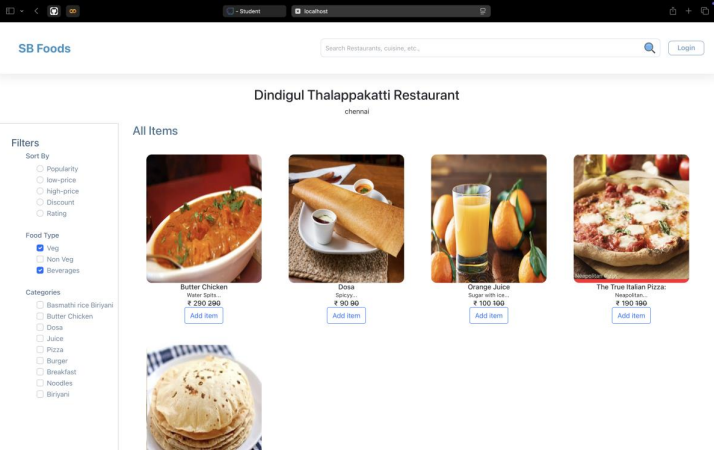 - Student
localhost
SB Foods
Search Restaurants, cuisine, etc.,
Login
Dindigul Thalappakatti Restaurant
chennai
All Items
Filters
Sort By
Popularity
low-price
high-price
Discount
Rating
Food Type
Veg
Non Veg
Beverages
Categories
Basmathi rice Biriyani
Butter Chicken
Dosa
Juice
Pizza
Burger
Breakfast
Noodles
Biriyani
Butter Chicken
Water Spits...
₹ 290 290
Add item
Dosa
Spicyy...
₹ 90 90
Add item
Orange Juice
Sugar with ice...
₹ 100 100
Add item
Neapolitan
The True Italian Pizza:
Neapolitan...
₹ 190 190
Add item